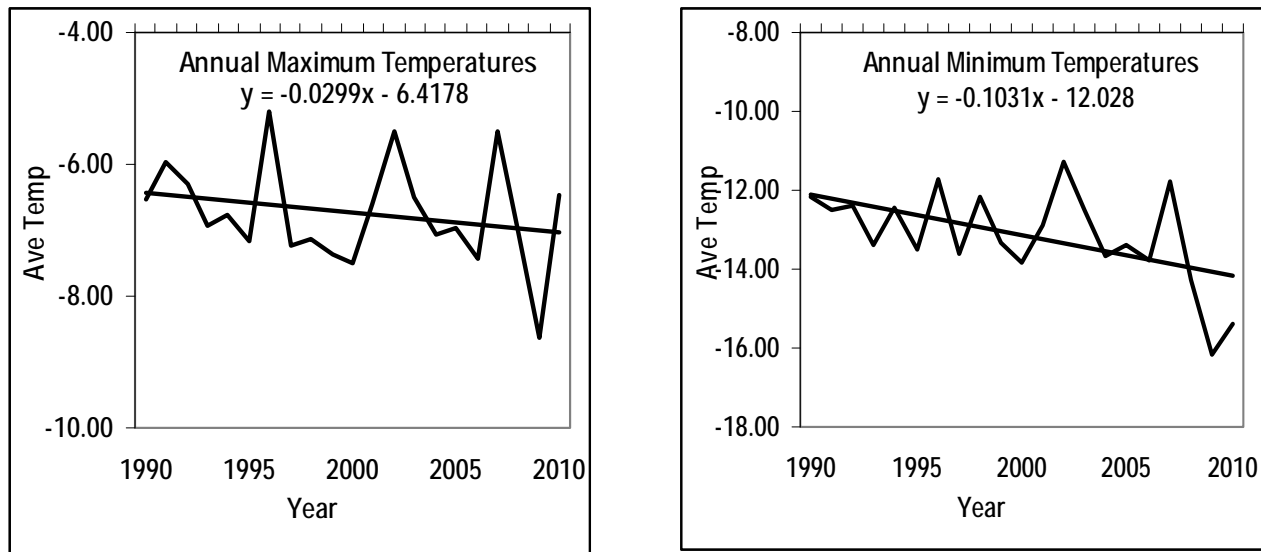 Annual Maximum Temperatures
y = -0.0299x - 6.4178
-4.00
-6.00
-8.00
-10.00
Ave Temp
1990 1995 2000 2005 2010
Year
Annual Minimum Temperatures
y = -0.1031x - 12.028
-8.00
-10.00
-12.00
-14.00
-16.00
-18.00
Ave Temp
1990 1995 2000 2005 2010
Year